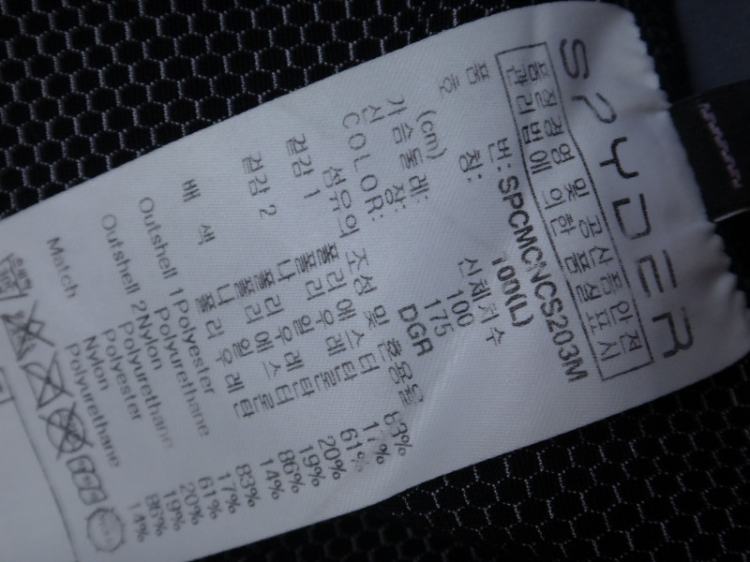 SPYDER
품질경영 및 공산품안전
관리법에 의한 품질표시
품 번: SPCMCNCS203M
호 칭: 100(L)
(cm) 신체치수
가슴둘레: 100
신 장: 175
COLOR: DGR
섬유의 조성 및 혼용율
겉감 1 폴리에스터 83%
폴리우레탄 17%
겉감 2 나일론 61%
폴리에스터 20%
폴리우레탄 19%
배 색 나일론 86%
폴리우레탄 14%
Outshell 1 Polyester 83%
Polyurethane 17%
Outshell 2 Nylon 61%
Polyester 20%
Polyurethane 19%
Match Nylon 86%
Polyurethane 14%